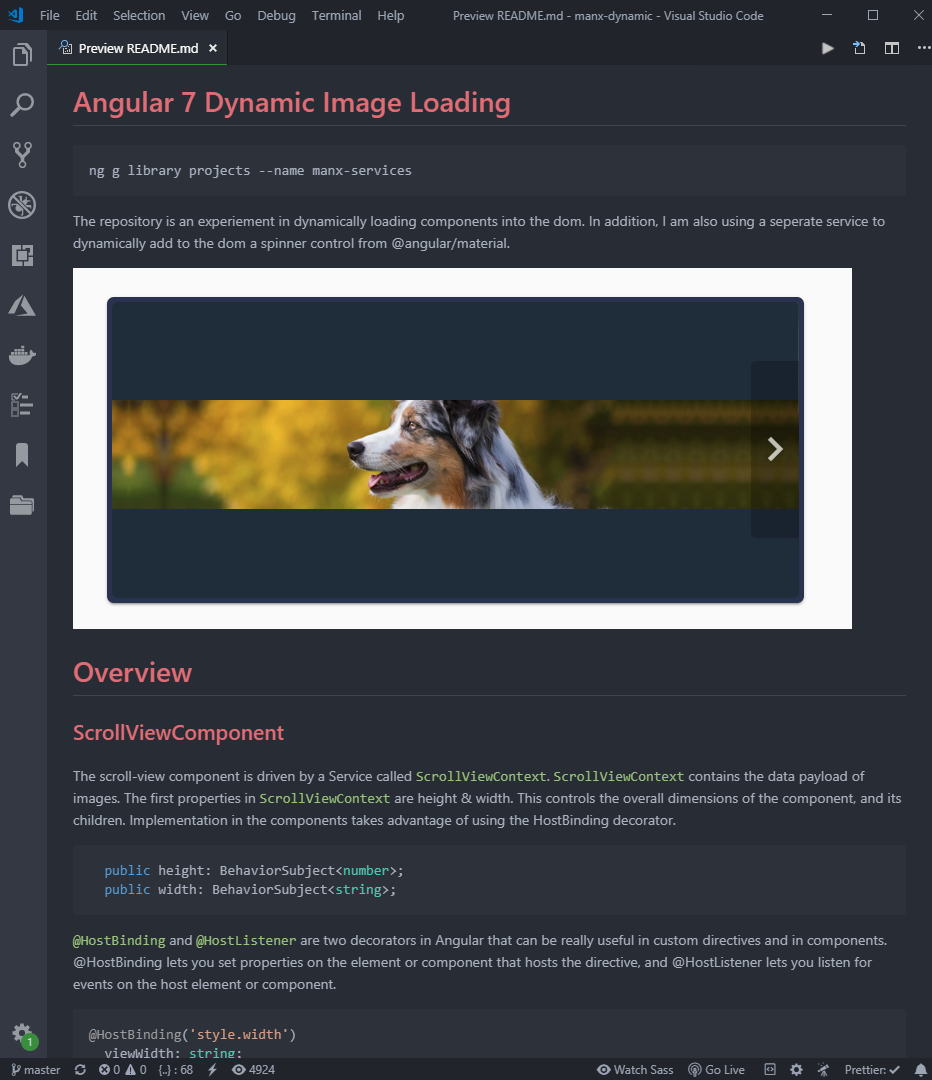 File Edit Selection View Go Debug Terminal Help Preview README.md - manx-dynamic - Visual Studio Code
Preview README.md
Angular 7 Dynamic Image Loading
ng g library projects --name manx-services
The repository is an experiement in dynamically loading components into the dom. In addition, I am also using a seperate service to
dynamically add to the dom a spinner control from @angular/material.
Overview
ScrollViewComponent
The scroll-view component is driven by a Service called ScrollViewContext. ScrollViewContext contains the data payload of
images. The first properties in ScrollViewContext are height & width. This controls the overall dimensions of the component, and its
children. Implementation in the components takes advantage of using the HostBinding decorator.
public height: BehaviorSubject<number>;
public width: BehaviorSubject<string>;
@HostBinding and @HostListener are two decorators in Angular that can be really useful in custom directives and in components.
@HostBinding lets you set properties on the element or component that hosts the directive, and @HostListener lets you listen for
events on the host element or component.
@HostBinding('style.width')
viewWidth: string;
1
master 0 0 {..} : 68 4924 Watch Sass Go Live Prettier: ✓